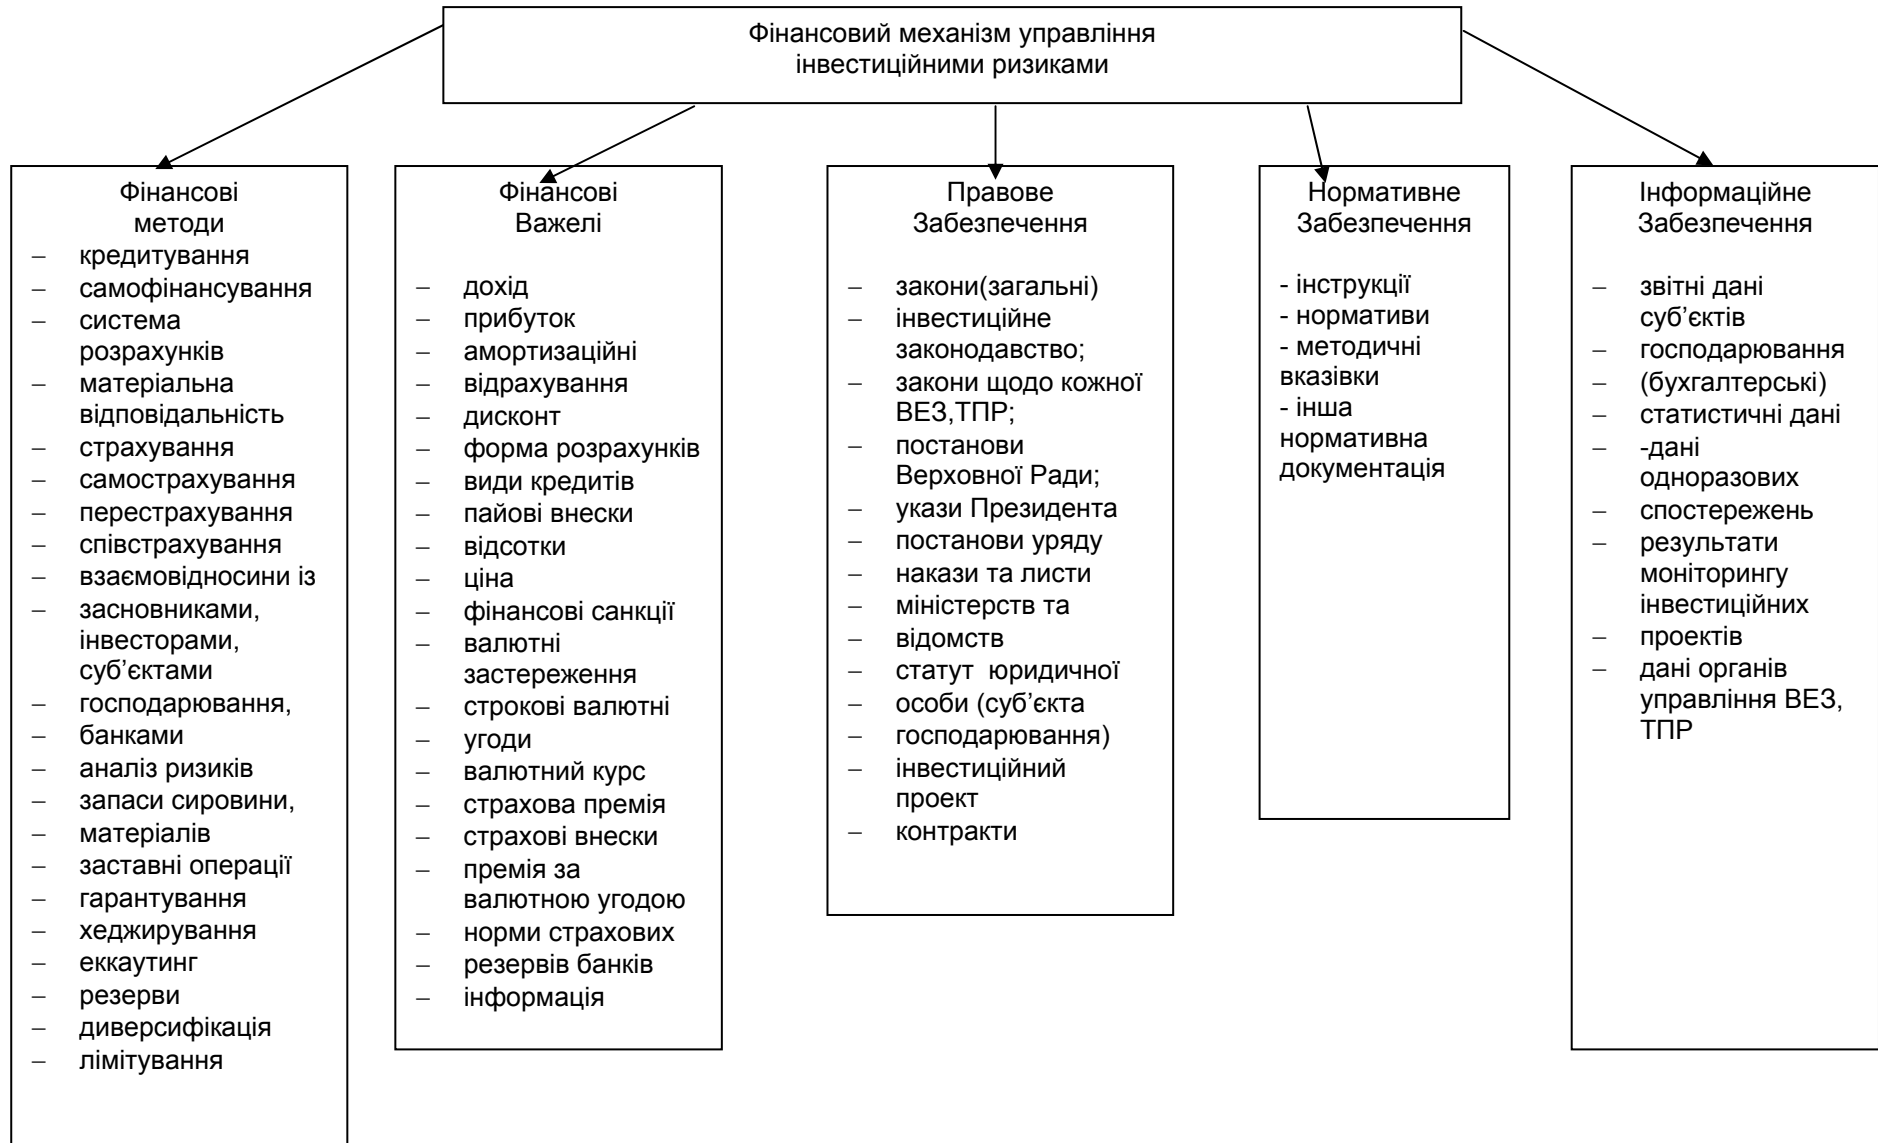 Фінансовий механізм управління
інвестиційними ризиками
Фінансові
методи
– кредитування
– самофінансування
– система
розрахунків
– матеріальна
відповідальність
– страхування
– самострахування
– перестрахування
– співстрахування
– взаємовідносини із
– засновниками,
інвесторами,
суб’єктами
– господарювання,
– банками
– аналіз ризиків
– запаси сировини,
– матеріалів
– заставні операції
– гарантування
– хеджирування
– еккаутинг
– резерви
– диверсифікація
– лімітування
Фінансові
Важелі
– дохід
– прибуток
– амортизаційні
– відрахування
– дисконт
– форма розрахунків
– види кредитів
– пайові внески
– відсотки
– ціна
– фінансові санкції
– валютні
застереження
– строкові валютні
– угоди
– валютний курс
– страхова премія
– страхові внески
– премія за
валютною угодою
– норми страхових
– резервів банків
– інформація
Правове
Забезпечення
– закони(загальні)
– інвестиційне
законодавство;
– закони щодо кожної
ВЕЗ,ТПР;
– постанови
Верховної Ради;
– укази Президента
– постанови уряду
– накази та листи
– міністерств та
– відомств
– статут юридичної
– особи (суб’єкта
– господарювання)
– інвестиційний
проект
– контракти
Нормативне
Забезпечення
- інструкції
- нормативи
- методичні
вказівки
- інша
нормативна
документація
Інформаційне
Забезпечення
– звітні дані
суб’єктів
– господарювання
– (бухгалтерські)
– статистичні дані
– -дані
одноразових
– спостережень
– результати
моніторингу
інвестиційних
– проектів
– дані органів
управління ВЕЗ,
ТПР